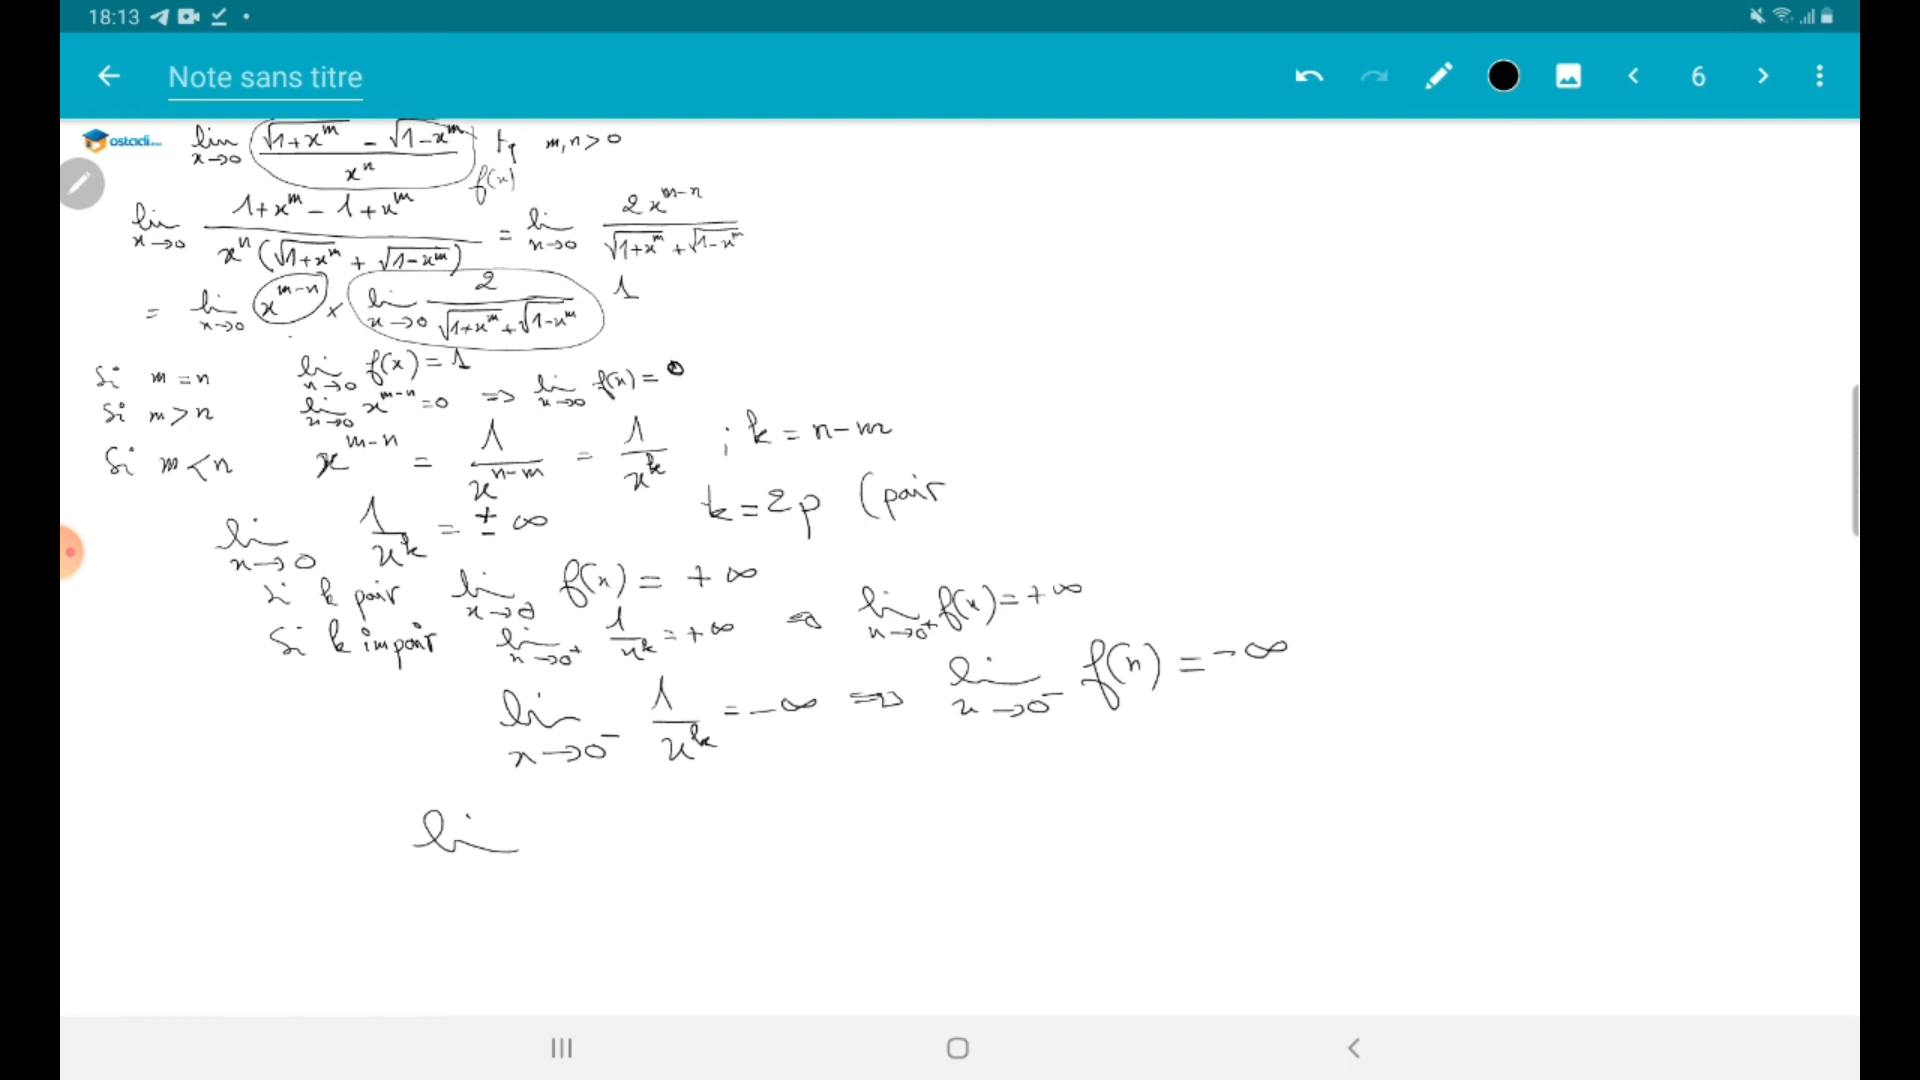 18:13
Note sans titre
6
ostadi...
lim x→0 (√(1+x^m) − √(1−x^m)) / x^n tq m,n>0
f(x)
lim x→0 (1+x^m − 1+x^m) / (x^n (√(1+x^m) + √(1−x^m))) = lim x→0 2x^(m−n) / (√(1+x^m) + √(1−x^m))
= lim x→0 x^(m−n) × lim x→0 2 / (√(1+x^m) + √(1−x^m)) 1
Si m=n lim x→0 f(x) = 1
Si m>n lim x→0 x^(m−n) = 0 => lim x→0 f(x) = 0
Si m<n x^(m−n) = 1/x^(n−m) = 1/x^k ; k = n−m
k = 2p (pair
lim x→0 1/x^k = ±∞
Si k pair lim x→0 f(x) = +∞
Si k impair lim x→0⁺ 1/x^k = +∞ => lim x→0⁺ f(x) = +∞
lim x→0⁻ 1/x^k = −∞ => lim x→0⁻ f(x) = −∞
lim